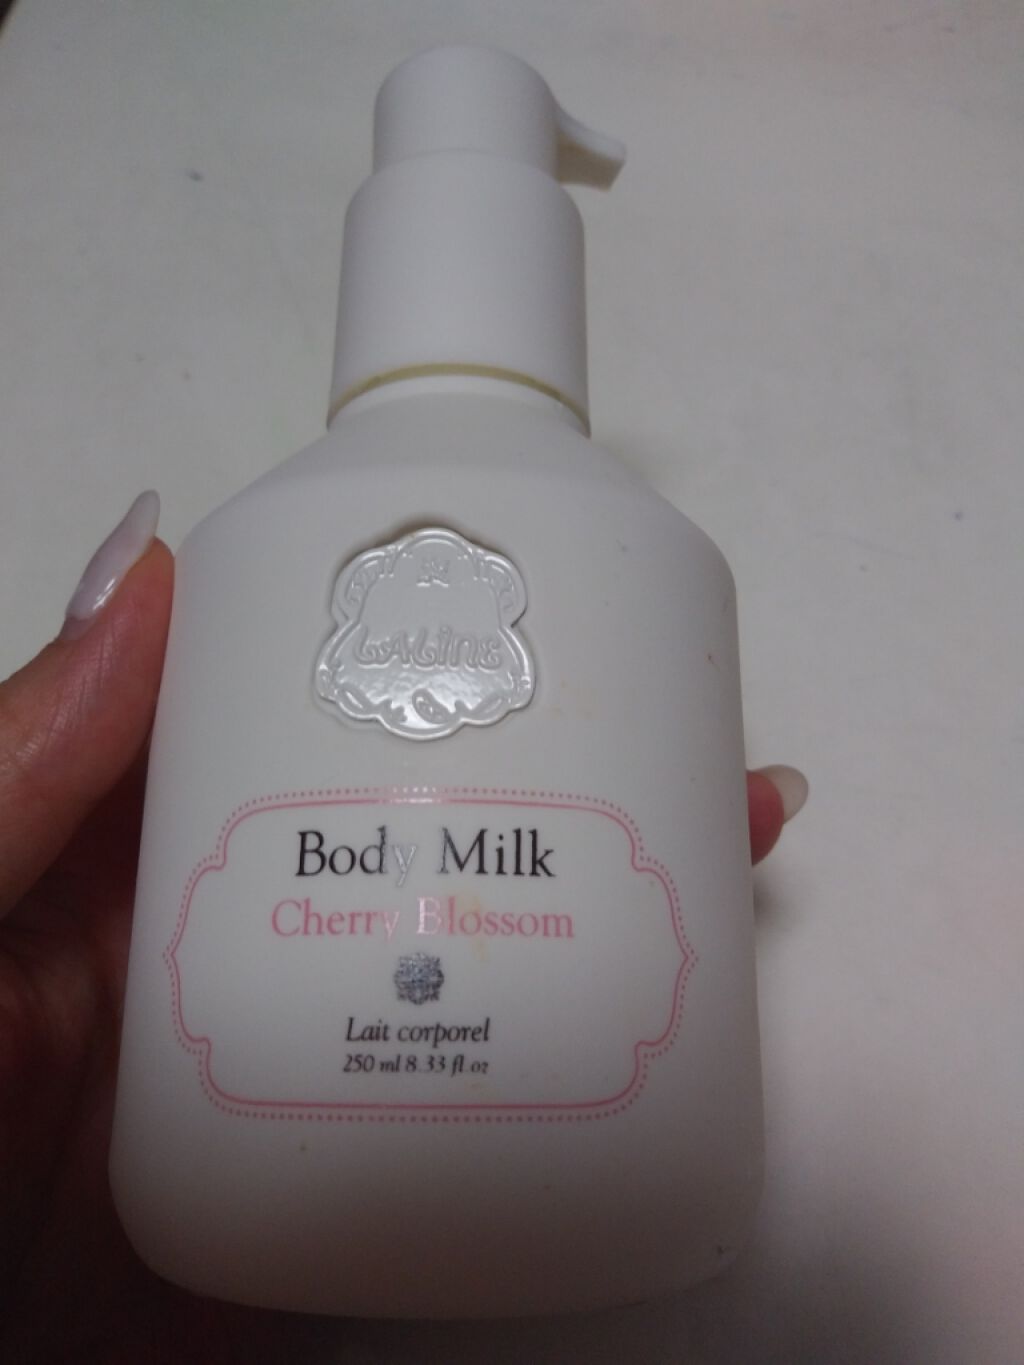 LALINE
Body Milk
Cherry Blossom
Lait corporel
250 ml 8.33 fl oz